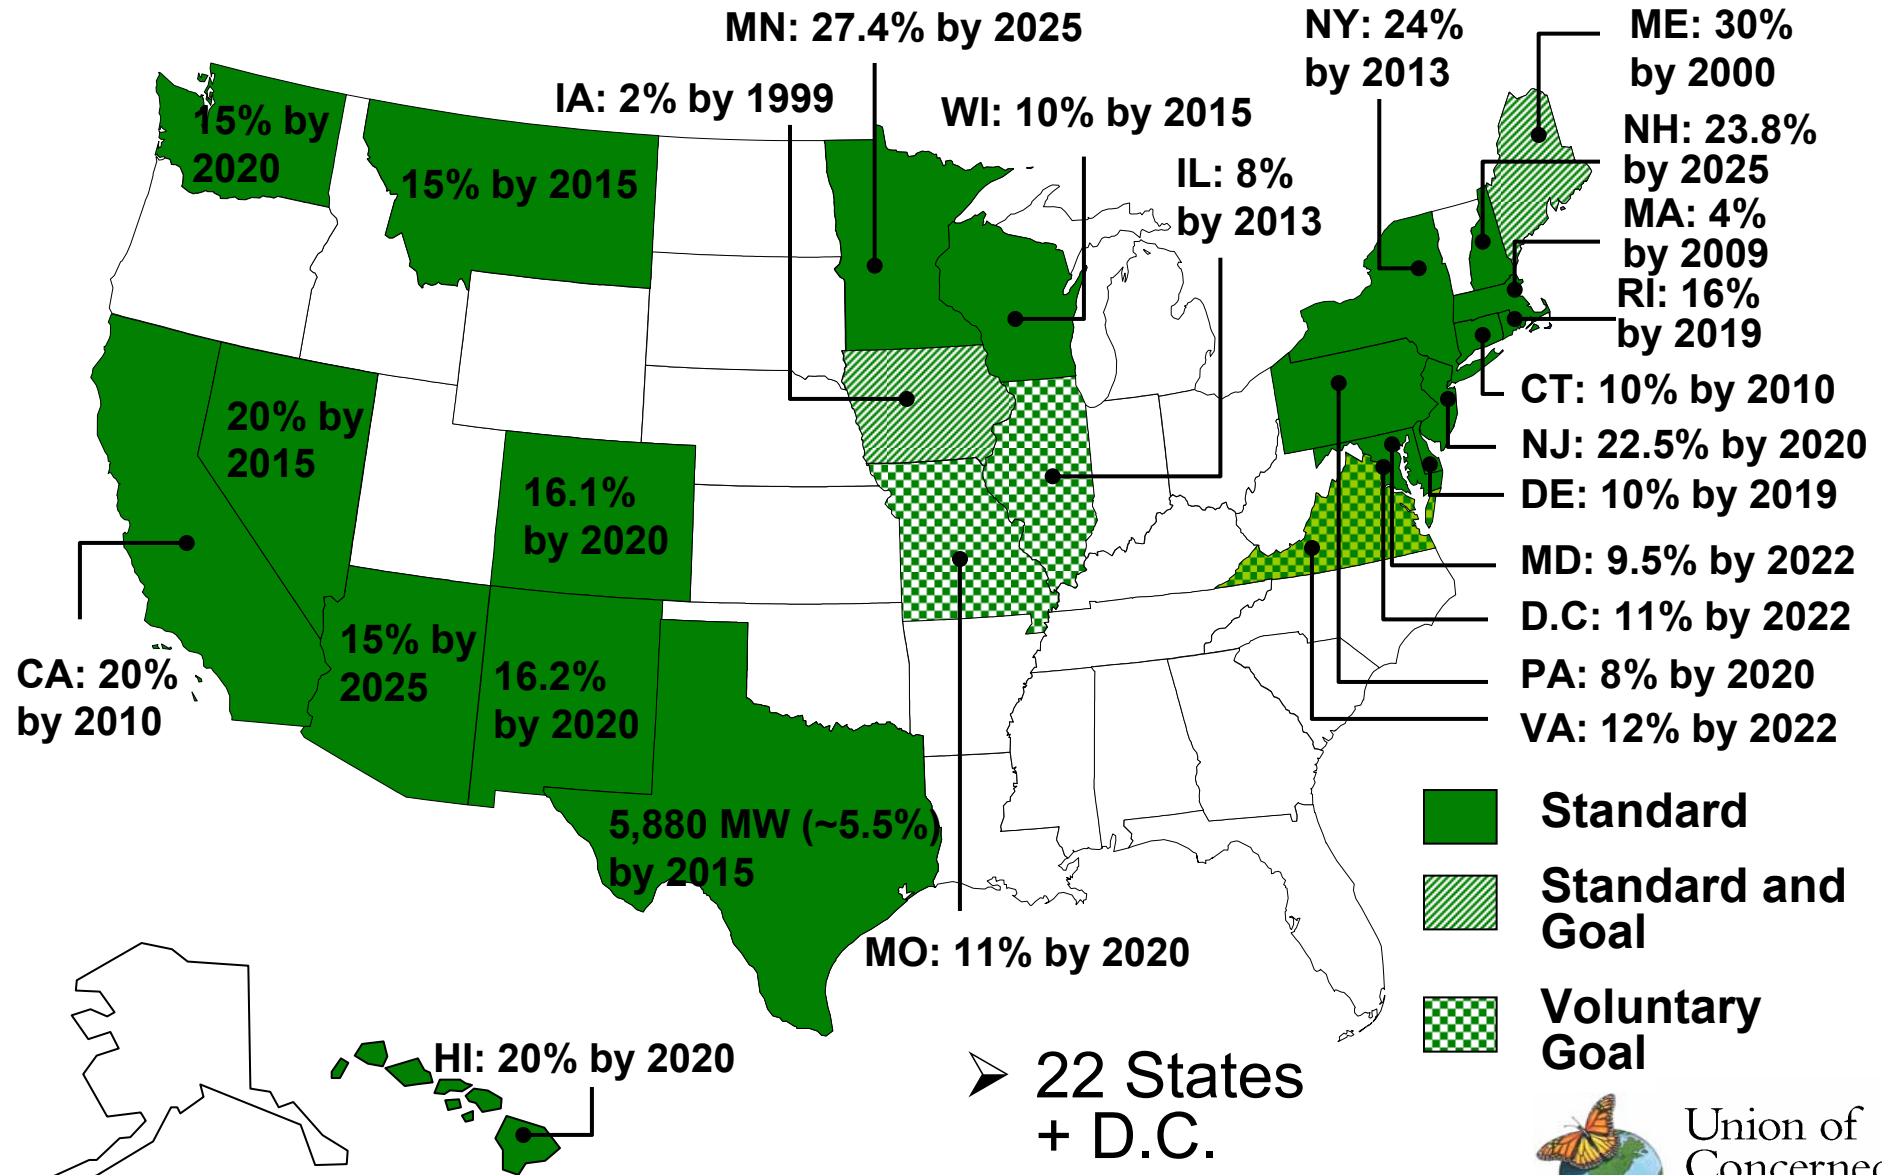 MN: 27.4% by 2025
NY: 24%
by 2013
ME: 30%
by 2000
IA: 2% by 1999
WI: 10% by 2015
NH: 23.8%
by 2025
15% by
2020
15% by 2015
IL: 8%
by 2013
MA: 4%
by 2009
RI: 16%
by 2019
CT: 10% by 2010
20% by
2015
NJ: 22.5% by 2020
16.1%
by 2020
DE: 10% by 2019
MD: 9.5% by 2022
D.C: 11% by 2022
CA: 20%
by 2010
15% by
2025
16.2%
by 2020
PA: 8% by 2020
VA: 12% by 2022
5,880 MW (~5.5%)
by 2015
Standard
Standard and
Goal
MO: 11% by 2020
Voluntary
Goal
HI: 20% by 2020
22 States
+ D.C.
Union of
Concerned